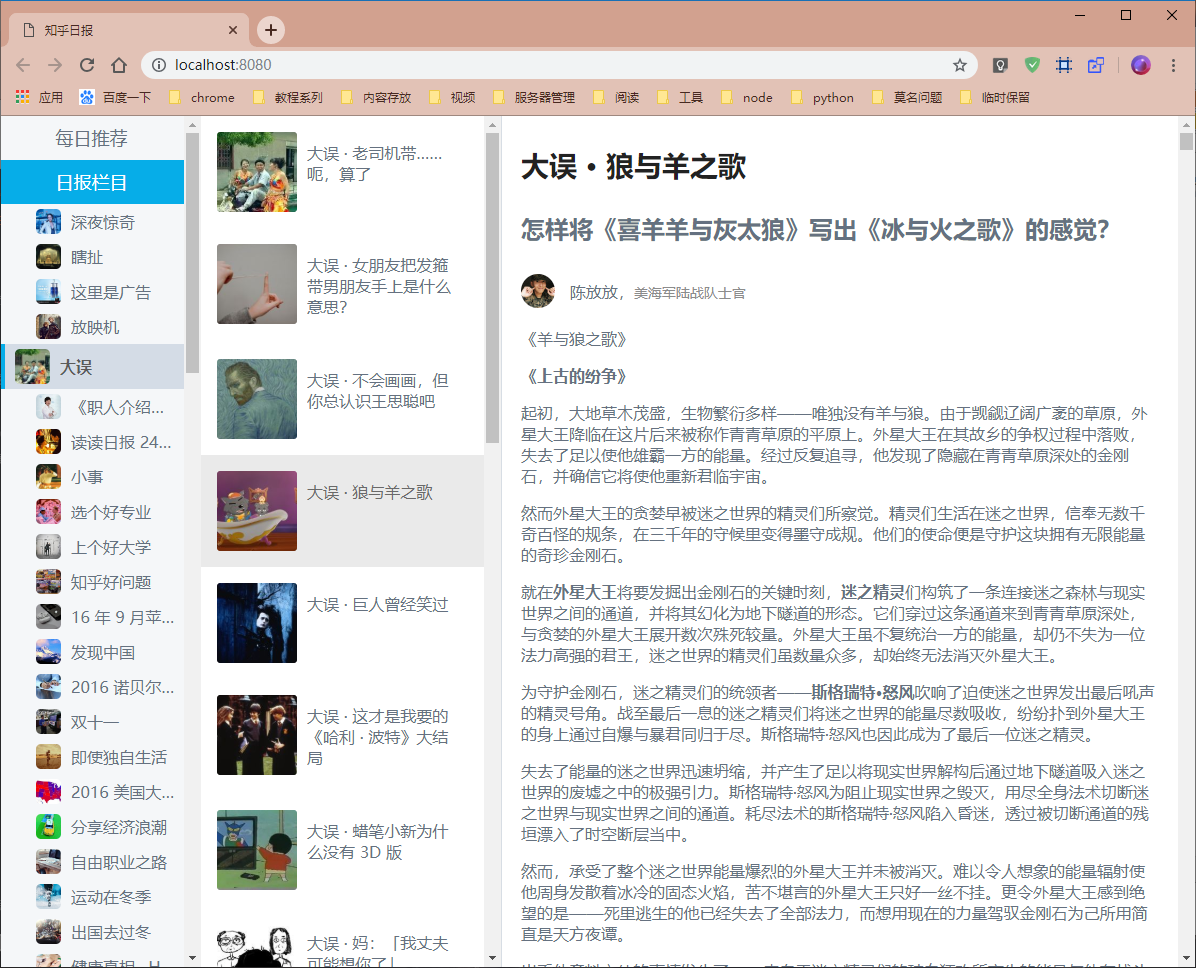 知乎日报
localhost:8080
应用
百度一下
chrome
教程系列
内容存放
视频
服务器管理
阅读
工具
node
python
莫名问题
临时保留
每日推荐
日报栏目
深夜惊奇
瞎扯
这里是广告
放映机
大误
《职人介绍...
读读日报 24...
小事
选个好专业
上个好大学
知乎好问题
16 年 9 月苹...
发现中国
2016 诺贝尔...
双十一
即使独自生活
2016 美国大...
分享经济浪潮
自由职业之路
运动在冬季
出国去过冬
大误 · 老司机带……
呃，算了
大误 · 女朋友把发箍
带男朋友手上是什么
意思？
大误 · 不会画画，但
你总认识王思聪吧
大误 · 狼与羊之歌
大误 · 巨人曾经笑过
大误 · 这才是我要的
《哈利 · 波特》大结
局
大误 · 蜡笔小新为什
么没有 3D 版
大误 · 妈：「我丈夫
可能想你了」
大误 · 狼与羊之歌
怎样将《喜羊羊与灰太狼》写出《冰与火之歌》的感觉？
陈放放，美海军陆战队士官
《羊与狼之歌》
《上古的纷争》
起初，大地草木茂盛，生物繁衍多样——唯独没有羊与狼。由于觊觎辽阔广袤的草原，外
星大王降临在这片后来被称作青青草原的平原上。外星大王在其故乡的争权过程中落败，
失去了足以使他雄霸一方的能量。经过反复追寻，他发现了隐藏在青青草原深处的金刚
石，并确信它将使他重新君临宇宙。
然而外星大王的贪婪早被迷之世界的精灵们所察觉。精灵们生活在迷之世界，信奉无数千
奇百怪的规条，在三千年的守候里变得墨守成规。他们的使命便是守护这块拥有无限能量
的奇珍金刚石。
就在外星大王将要发掘出金刚石的关键时刻，迷之精灵们构筑了一条连接迷之森林与现实
世界之间的通道，并将其幻化为地下隧道的形态。它们穿过这条通道来到青青草原深处，
与贪婪的外星大王展开数次殊死较量。外星大王虽不复统治一方的能量，却仍不失为一位
法力高强的君王，迷之世界的精灵们虽数量众多，却始终无法消灭外星大王。
为守护金刚石，迷之精灵们的统领者——斯格瑞特•怒风吹响了迫使迷之世界发出最后吼声
的精灵号角。战至最后一息的迷之精灵们将迷之世界的能量尽数吸收，纷纷扑到外星大王
的身上通过自爆与暴君同归于尽。斯格瑞特·怒风也因此成为了最后一位迷之精灵。
失去了能量的迷之世界迅速坍缩，并产生了足以将现实世界解构后通过地下隧道吸入迷之
世界的废墟之中的极强引力。斯格瑞特·怒风为阻止现实世界之毁灭，用尽全身法术切断迷
之世界与现实世界之间的通道。耗尽法术的斯格瑞特·怒风陷入昏迷，透过被切断通道的残
垣漂入了时空断层当中。
然而，承受了整个迷之世界能量爆烈的外星大王并未被消灭。难以令人想象的能量辐射使
他周身发散着冰冷的固态火焰，苦不堪言的外星大王只好一丝不挂。更令外星大王感到绝
望的是——死里逃生的他已经失去了全部法力，而想用现在的力量驾驭金刚石为己所用简
直是天方夜谭。